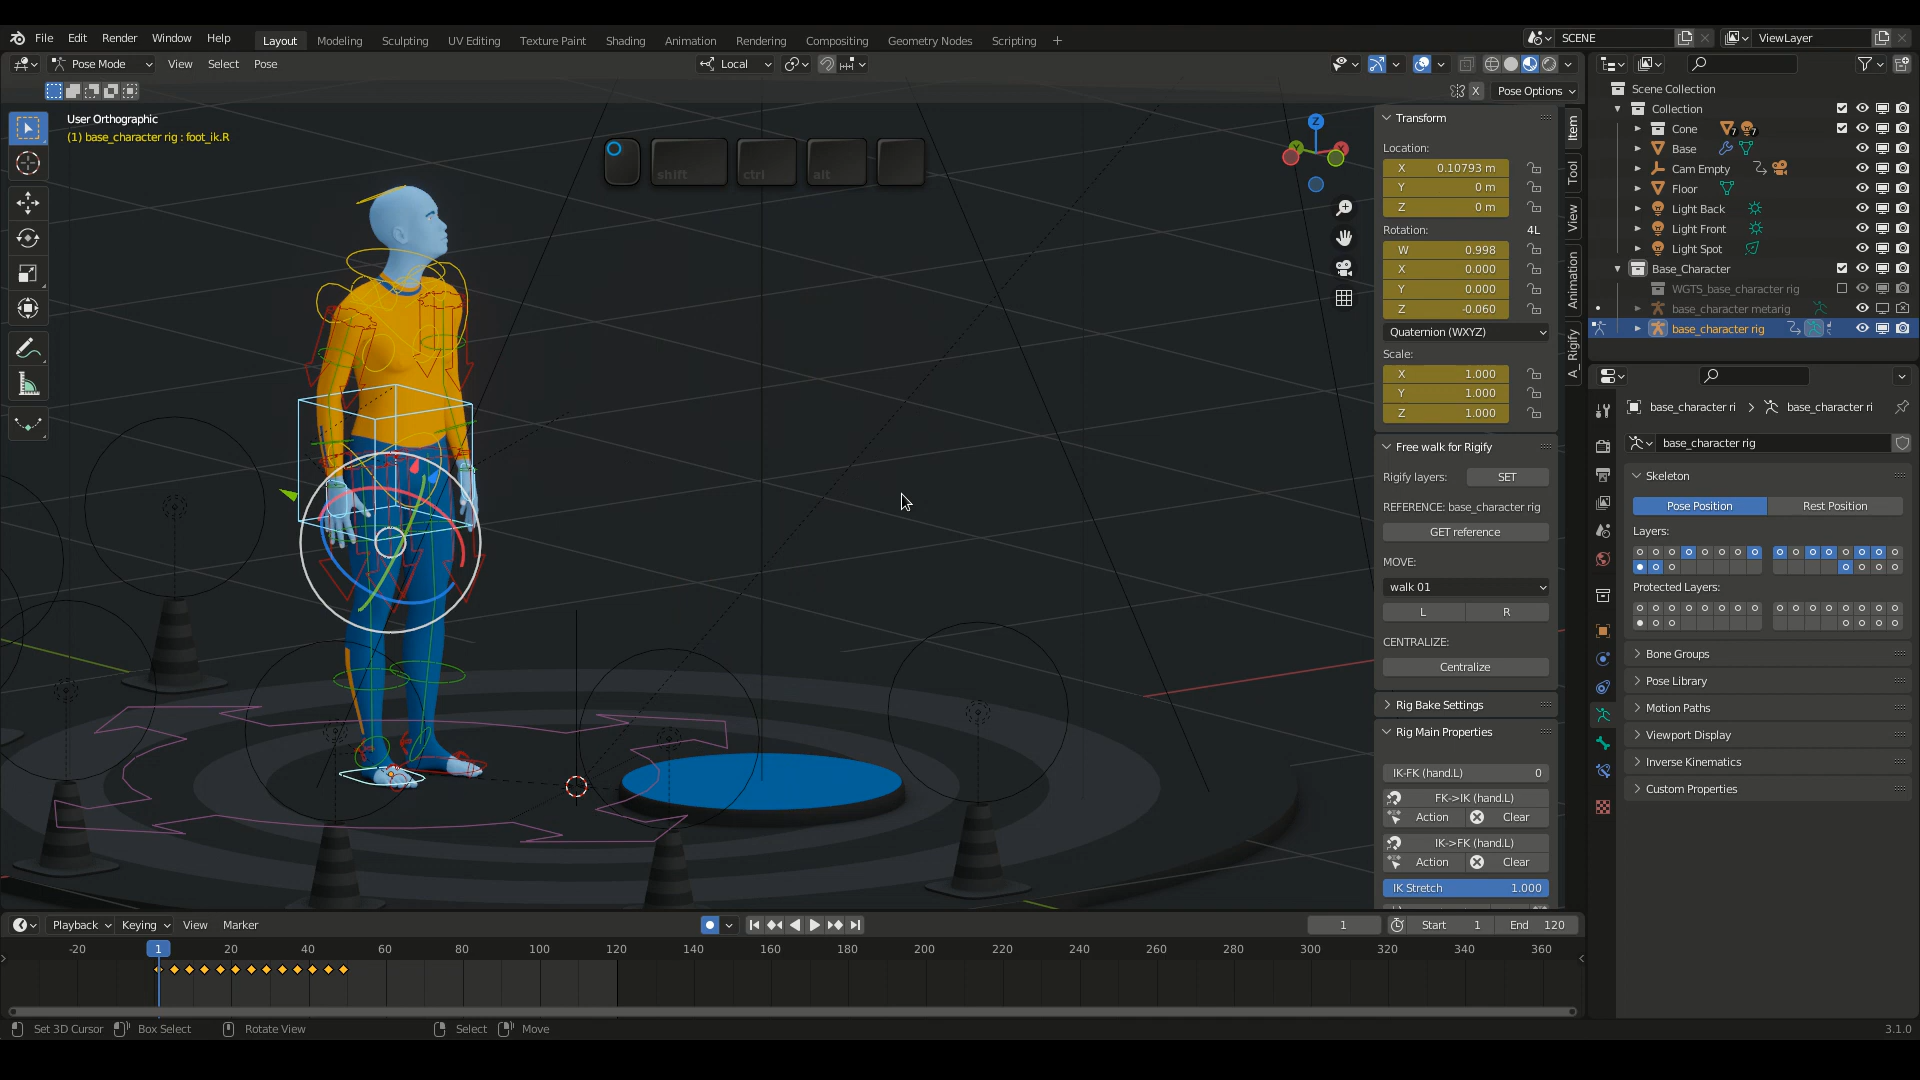 File Edit Render Window Help Layout Modeling Sculpting UV Editing Texture Paint Shading Animation Rendering Compositing Geometry Nodes Scripting + SCENE ViewLayer
Pose Mode View Select Pose Local
X Pose Options
User Orthographic
(1) base_character rig : foot_ik.R
shift ctrl alt
Z
Item
Tool
View
Animation
A_Rigify
Transform
Location:
X 0.10793 m
Y 0 m
Z 0 m
Rotation: 4L
W 0.998
X 0.000
Y 0.000
Z -0.060
Quaternion (WXYZ)
Scale:
X 1.000
Y 1.000
Z 1.000
Free walk for Rigify
Rigify layers: SET
REFERENCE: base_character rig
GET reference
MOVE:
walk 01
L R
CENTRALIZE:
Centralize
Rig Bake Settings
Rig Main Properties
IK-FK (hand.L) 0
FK->IK (hand.L)
Action Clear
IK->FK (hand.L)
Action Clear
IK Stretch 1.000
Scene Collection
Collection
Cone 7 7
Base
Cam Empty
Floor
Light Back
Light Front
Light Spot
Base_Character
WGTS_base_character rig
base_character metarig
base_character rig
base_character ri > base_character ri
base_character rig
Skeleton
Pose Position Rest Position
Layers:
Protected Layers:
Bone Groups
Pose Library
Motion Paths
Viewport Display
Inverse Kinematics
Custom Properties
Playback Keying View Marker 1 Start 1 End 120
-20 1 20 40 60 80 100 120 140 160 180 200 220 240 260 280 300 320 340 360
Set 3D Cursor Box Select Rotate View Select Move 3.1.0